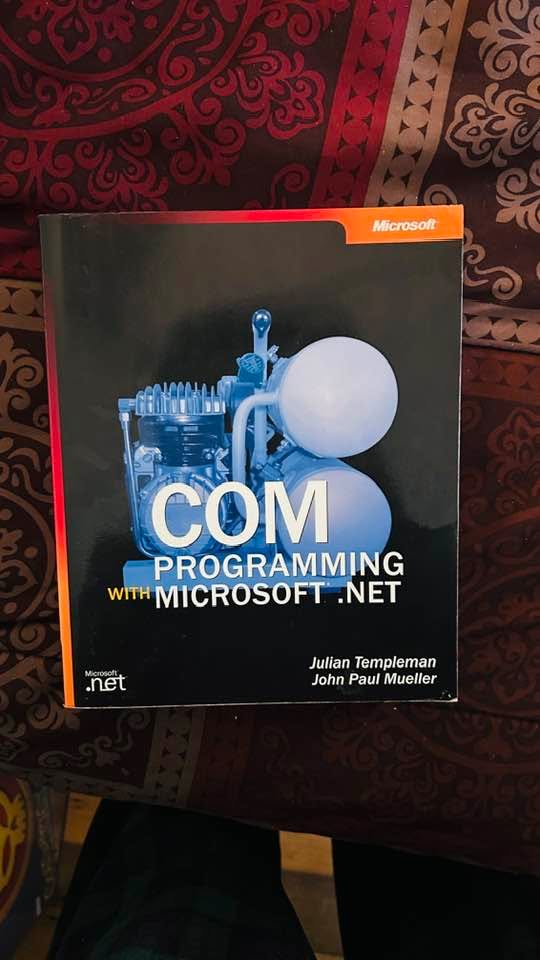 Microsoft
COM
PROGRAMMING
WITH MICROSOFT .NET
Julian Templeman
John Paul Mueller
Microsoft
.net